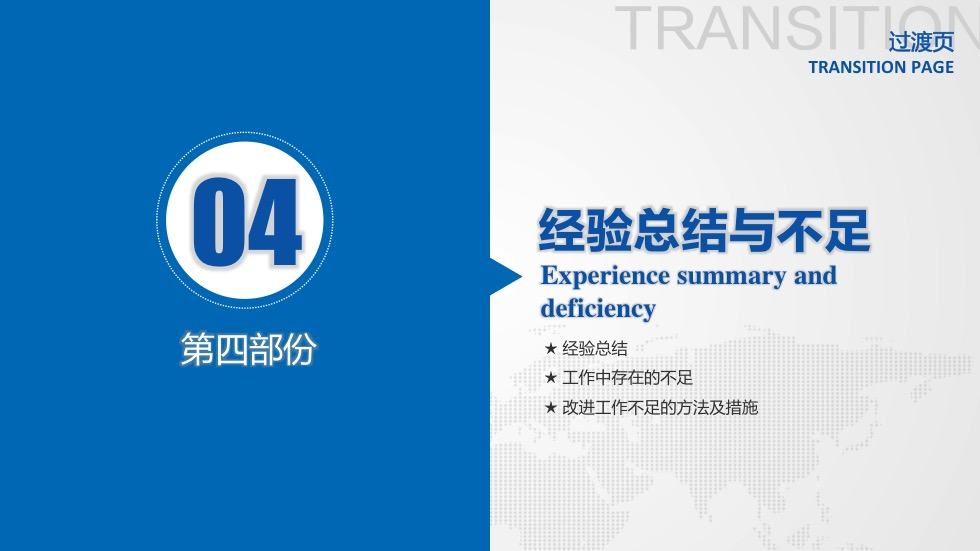 TRANSITION
过渡页
TRANSITION PAGE
04
第四部份
经验总结与不足
Experience summary and
deficiency
★ 经验总结
★ 工作中存在的不足
★ 改进工作不足的方法及措施